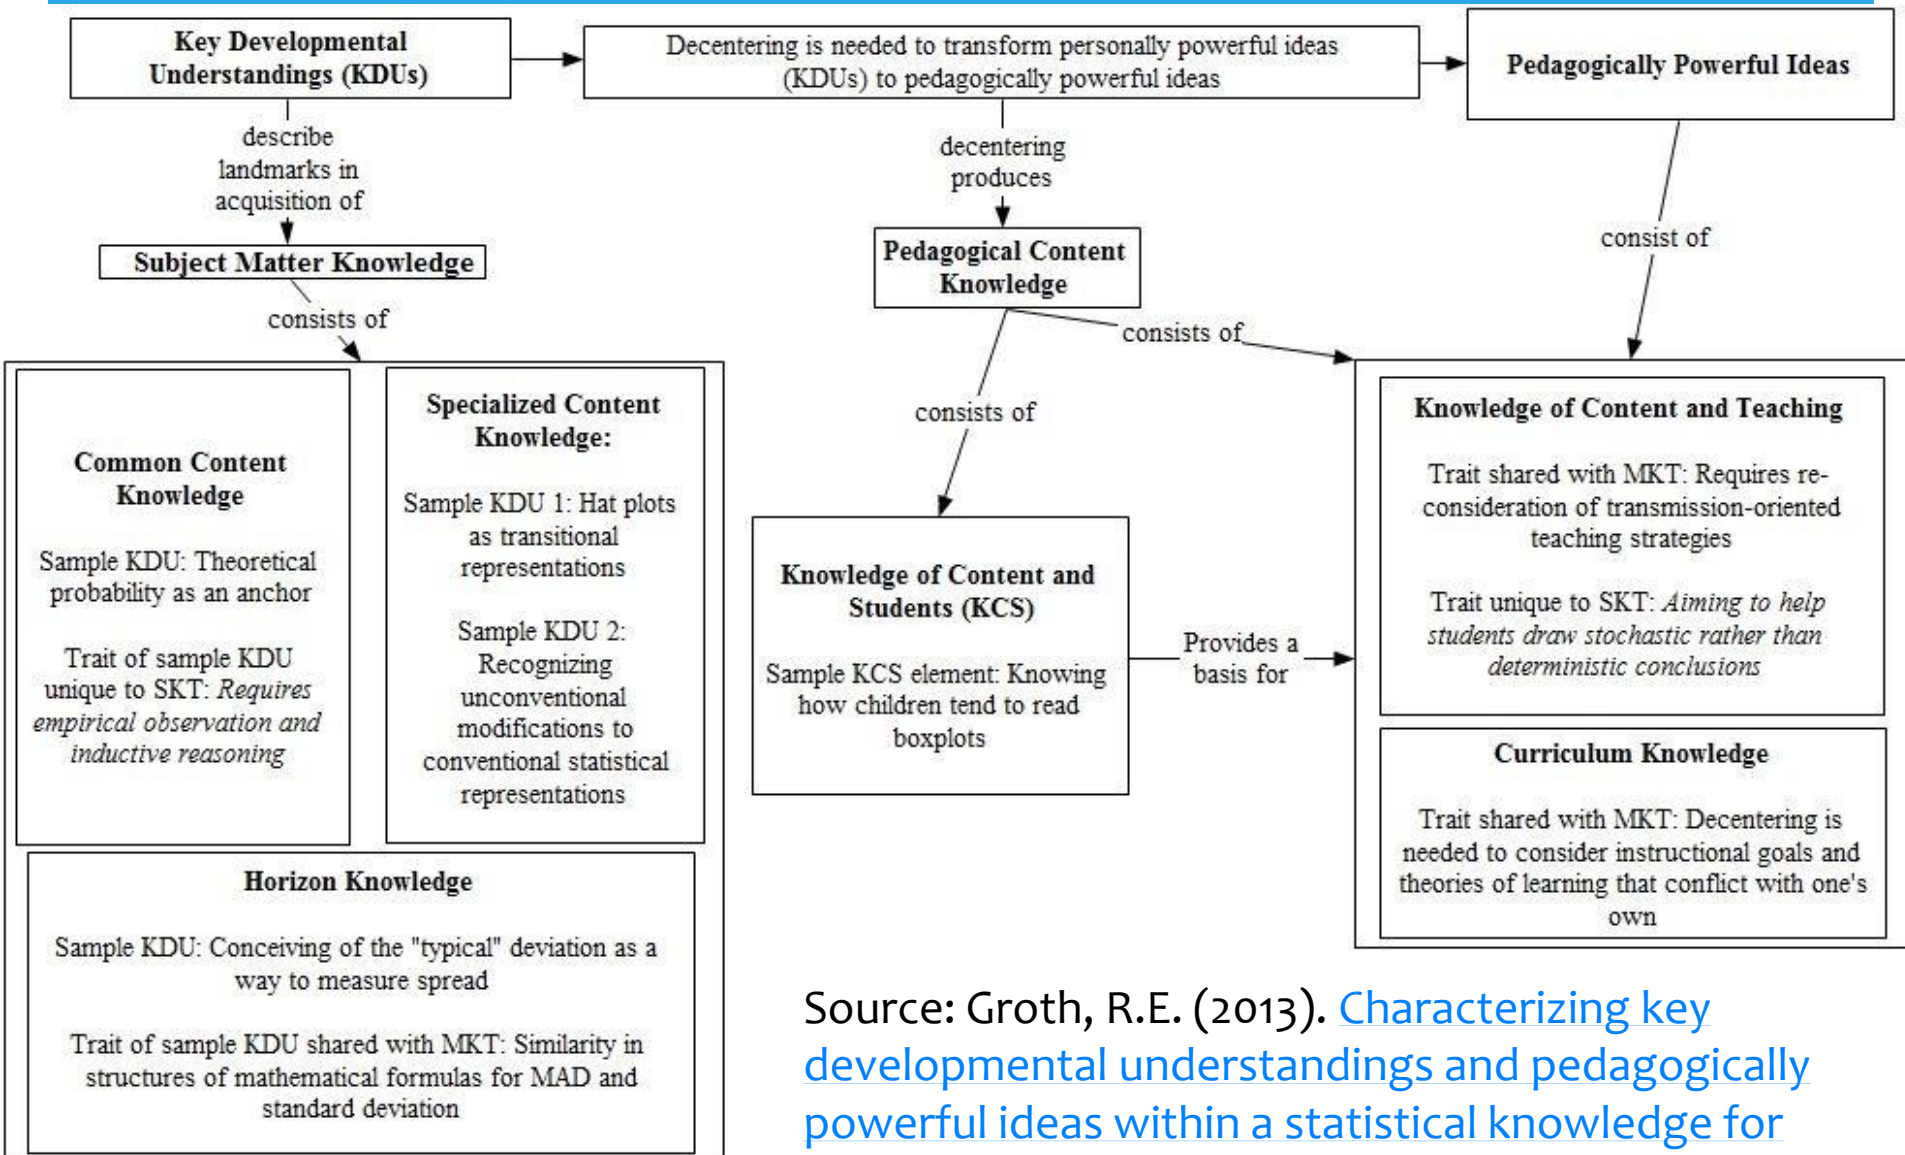 Key Developmental
Understandings (KDUs)
Decentering is needed to transform personally powerful ideas
(KDUs) to pedagogically powerful ideas
Pedagogically Powerful Ideas
describe
landmarks in
acquisition of
decentering
produces
consist of
Subject Matter Knowledge
Pedagogical Content
Knowledge
consists of
consists of
consists of
Common Content
Knowledge
Sample KDU: Theoretical
probability as an anchor
Trait of sample KDU
unique to SKT: Requires
empirical observation and
inductive reasoning
Specialized Content
Knowledge:
Sample KDU 1: Hat plots
as transitional
representations
Sample KDU 2:
Recognizing
unconventional
modifications to
conventional statistical
representations
Horizon Knowledge
Sample KDU: Conceiving of the "typical" deviation as a
way to measure spread
Trait of sample KDU shared with MKT: Similarity in
structures of mathematical formulas for MAD and
standard deviation
Knowledge of Content and
Students (KCS)
Sample KCS element: Knowing
how children tend to read
boxplots
Provides a
basis for
Knowledge of Content and Teaching
Trait shared with MKT: Requires re-
consideration of transmission-oriented
teaching strategies
Trait unique to SKT: Aiming to help
students draw stochastic rather than
deterministic conclusions
Curriculum Knowledge
Trait shared with MKT: Decentering is
needed to consider instructional goals and
theories of learning that conflict with one's
own
Source: Groth, R.E. (2013). Characterizing key
developmental understandings and pedagogically
powerful ideas within a statistical knowledge for